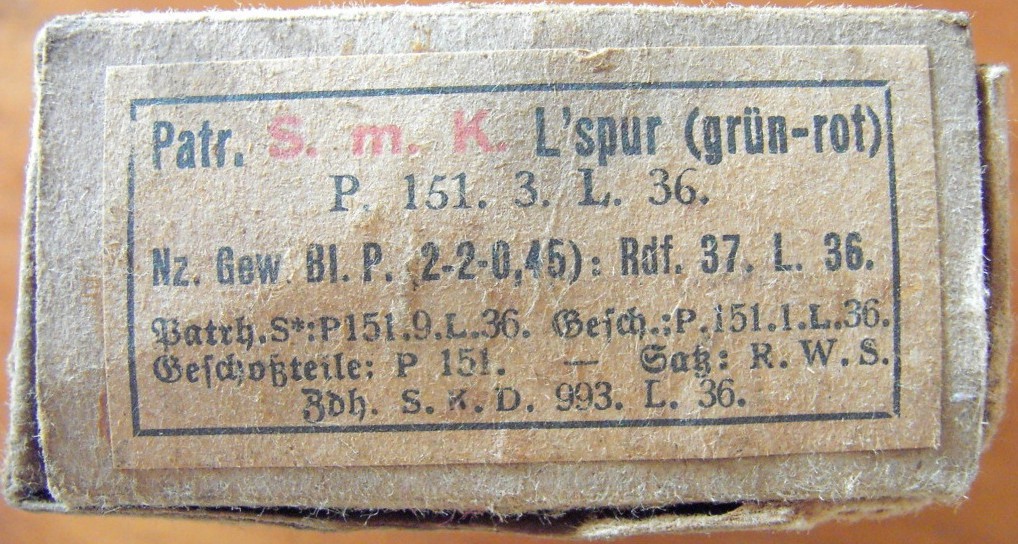 Patr. S. m. K. L'spur (grün-rot)
P. 151. 3. L. 36.
Nz. Gew. Bl. P. (2-2-0,45): Rdf. 37. L. 36.
Patrh. S*: P 151. 9. L. 36. Gesch.: P. 151. 1. L. 36.
Geschoßteile: P 151. — Satz: R. W. S.
Zdh. S. K. D. 993. L. 36.